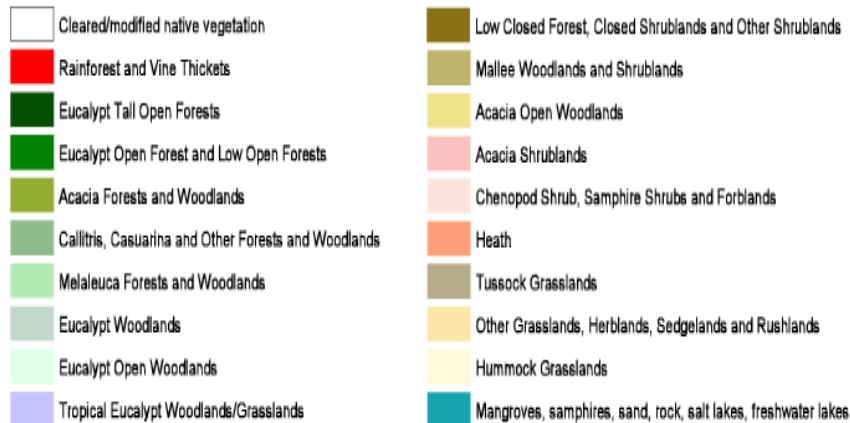 Cleared/modified native vegetation
Rainforest and Vine Thickets
Eucalypt Tall Open Forests
Eucalypt Open Forest and Low Open Forests
Acacia Forests and Woodlands
Callitris, Casuarina and Other Forests and Woodlands
Melaleuca Forests and Woodlands
Eucalypt Woodlands
Eucalypt Open Woodlands
Tropical Eucalypt Woodlands/Grasslands
Low Closed Forest, Closed Shrublands and Other Shrublands
Mallee Woodlands and Shrublands
Acacia Open Woodlands
Acacia Shrublands
Chenopod Shrub, Samphire Shrubs and Forblands
Heath
Tussock Grasslands
Other Grasslands, Herblands, Sedgelands and Rushlands
Hummock Grasslands
Mangroves, samphires, sand, rock, salt lakes, freshwater lakes